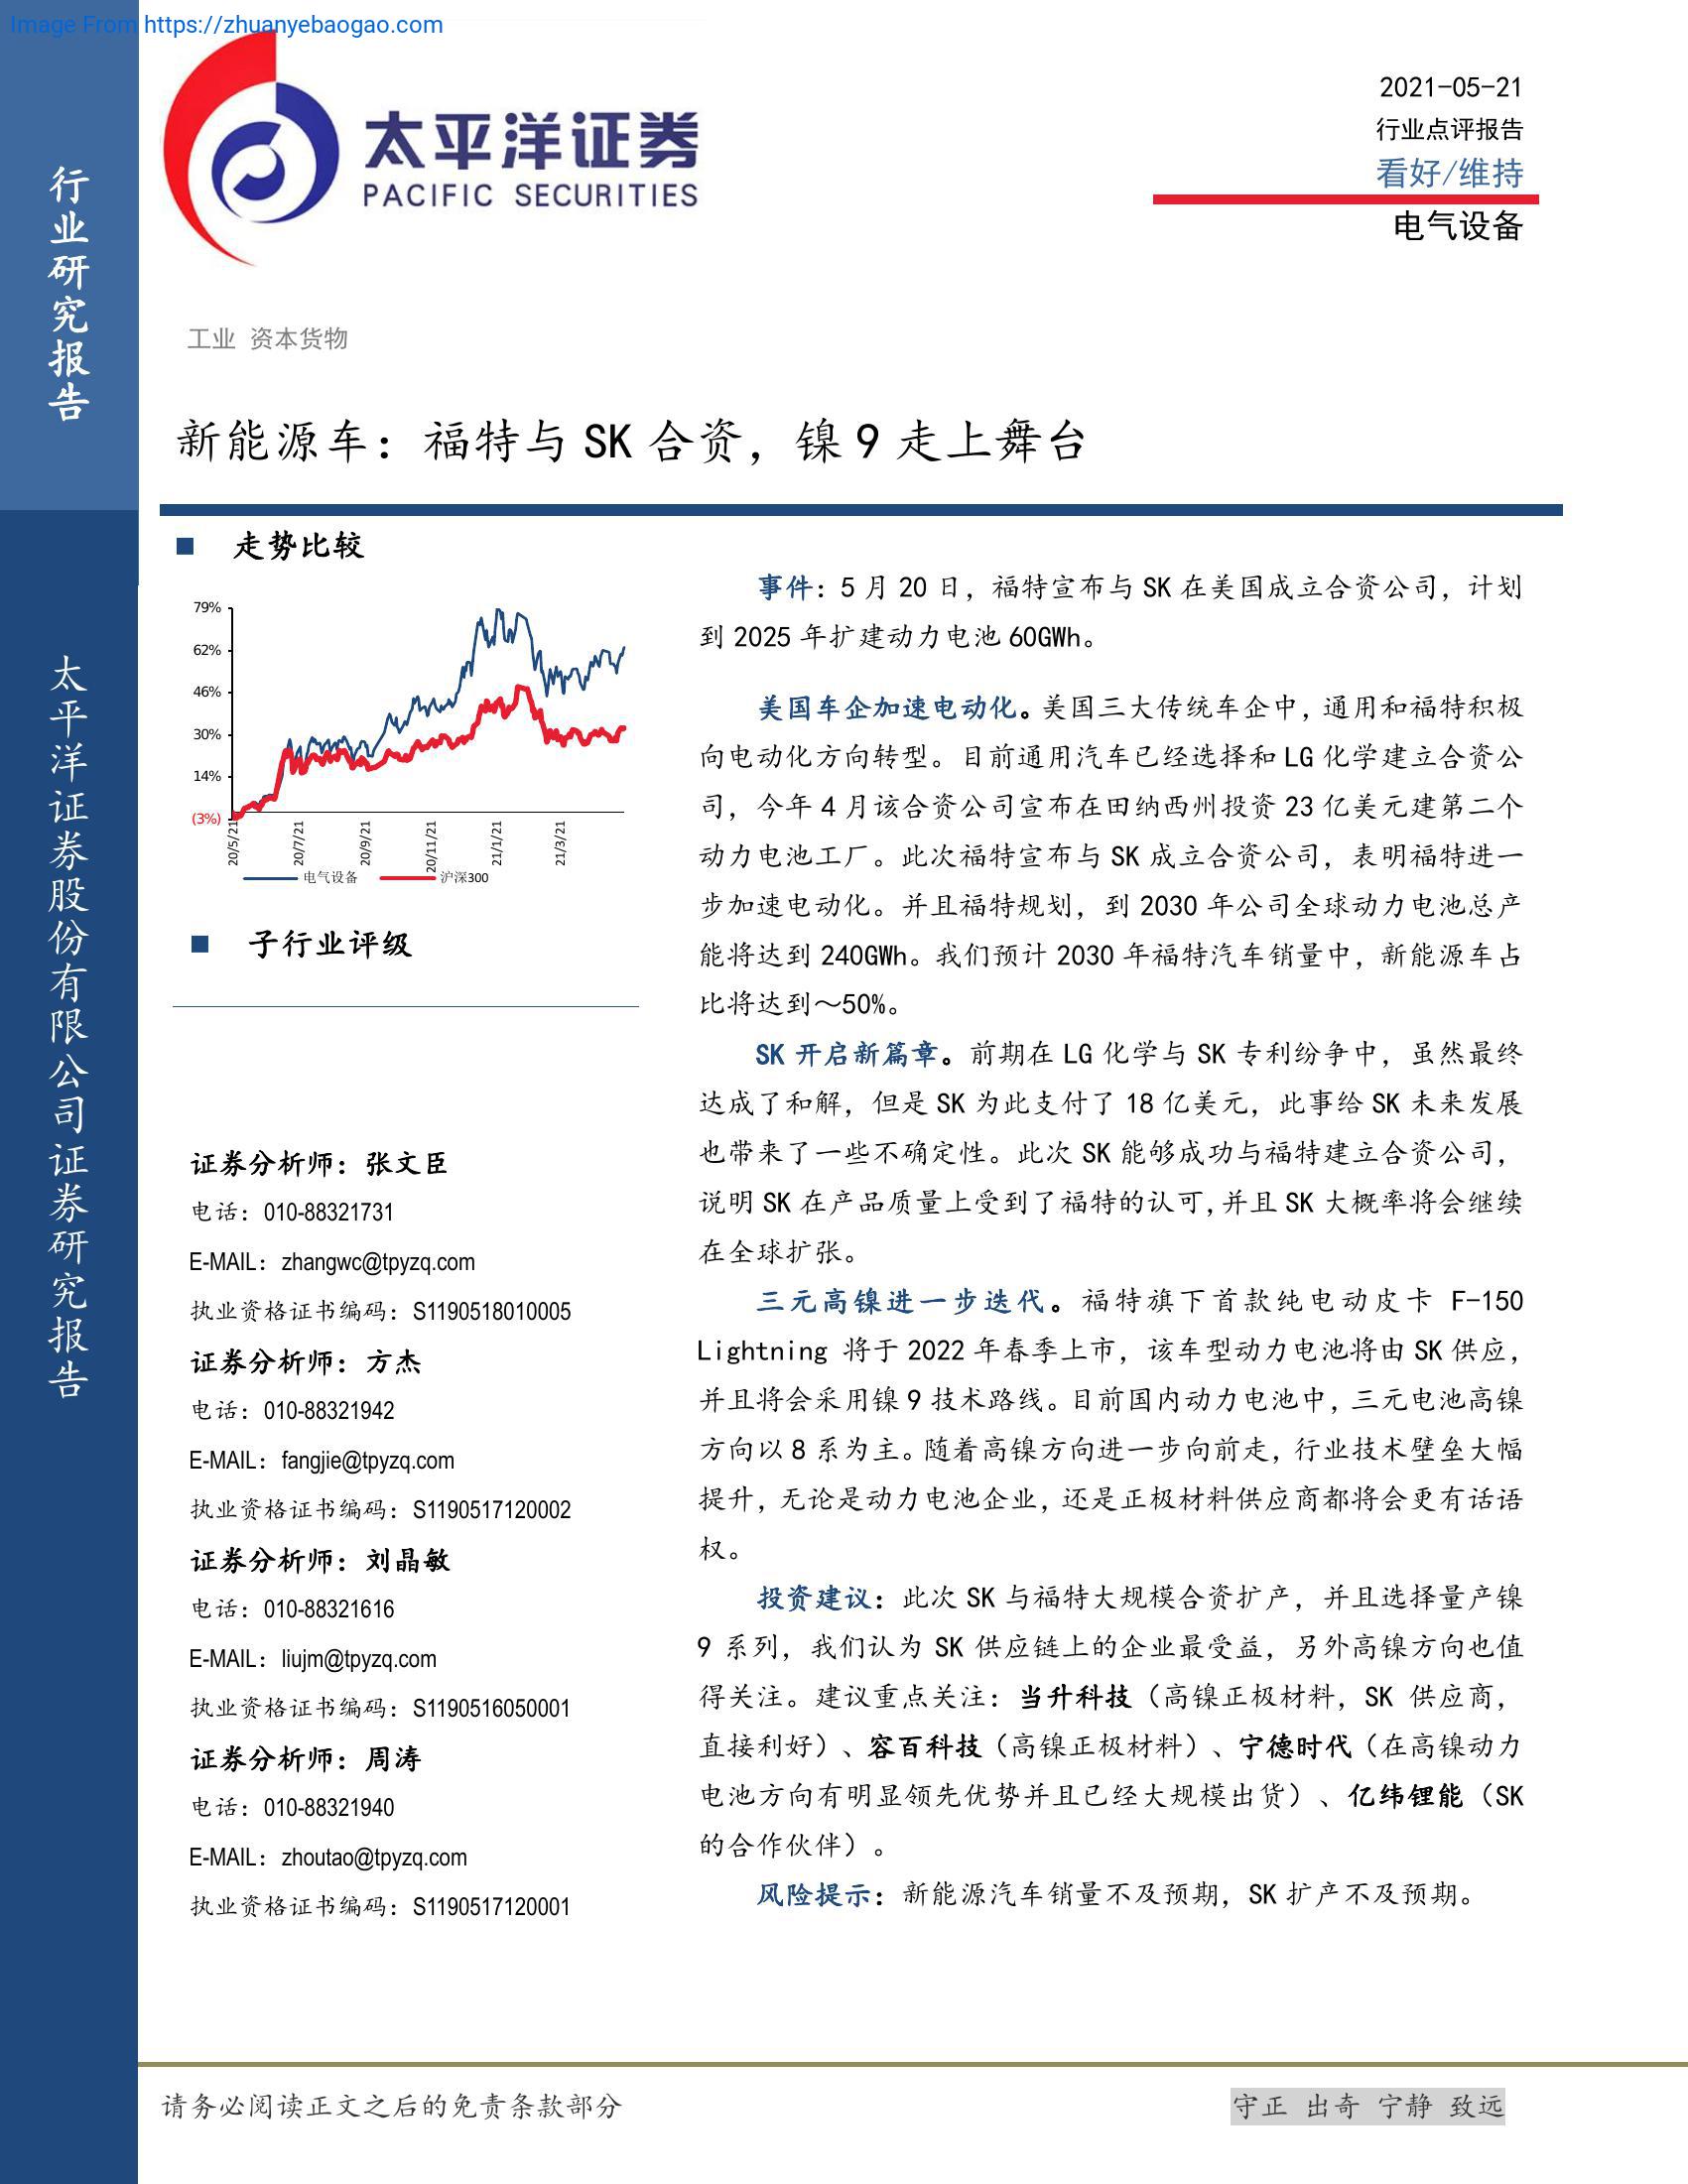 Image From https://zhuanyebaogao.com
行业研究报告
太平洋证券股份有限公司证券研究报告
太平洋证券
PACIFIC SECURITIES
2021-05-21
行业点评报告
看好/维持
电气设备
工业 资本货物
新能源车：福特与 SK 合资，镍 9 走上舞台
走势比较
79%
62%
46%
30%
14%
(3%)
20/5/21
20/7/21
20/9/21
20/11/21
21/1/21
21/3/21
电气设备
沪深300
子行业评级
证券分析师：张文臣
电话：010-88321731
E-MAIL：zhangwc@tpyzq.com
执业资格证书编码：S1190518010005
证券分析师：方杰
电话：010-88321942
E-MAIL：fangjie@tpyzq.com
执业资格证书编码：S1190517120002
证券分析师：刘晶敏
电话：010-88321616
E-MAIL：liujm@tpyzq.com
执业资格证书编码：S1190516050001
证券分析师：周涛
电话：010-88321940
E-MAIL：zhoutao@tpyzq.com
执业资格证书编码：S1190517120001
事件：5 月 20 日，福特宣布与 SK 在美国成立合资公司，计划
到 2025 年扩建动力电池 60GWh。
美国车企加速电动化。美国三大传统车企中，通用和福特积极
向电动化方向转型。目前通用汽车已经选择和 LG 化学建立合资公
司，今年 4 月该合资公司宣布在田纳西州投资 23 亿美元建第二个
动力电池工厂。此次福特宣布与 SK 成立合资公司，表明福特进一
步加速电动化。并且福特规划，到 2030 年公司全球动力电池总产
能将达到 240GWh。我们预计 2030 年福特汽车销量中，新能源车占
比将达到～50%。
SK 开启新篇章。前期在 LG 化学与 SK 专利纷争中，虽然最终
达成了和解，但是 SK 为此支付了 18 亿美元，此事给 SK 未来发展
也带来了一些不确定性。此次 SK 能够成功与福特建立合资公司，
说明 SK 在产品质量上受到了福特的认可，并且 SK 大概率将会继续
在全球扩张。
三元高镍进一步迭代。福特旗下首款纯电动皮卡 F-150
Lightning 将于 2022 年春季上市，该车型动力电池将由 SK 供应，
并且将会采用镍 9 技术路线。目前国内动力电池中，三元电池高镍
方向以 8 系为主。随着高镍方向进一步向前走，行业技术壁垒大幅
提升，无论是动力电池企业，还是正极材料供应商都将会更有话语
权。
投资建议：此次 SK 与福特大规模合资扩产，并且选择量产镍
9 系列，我们认为 SK 供应链上的企业最受益，另外高镍方向也值
得关注。建议重点关注：当升科技（高镍正极材料，SK 供应商，
直接利好）、容百科技（高镍正极材料）、宁德时代（在高镍动力
电池方向有明显领先优势并且已经大规模出货）、亿纬锂能（SK
的合作伙伴）。
风险提示：新能源汽车销量不及预期，SK 扩产不及预期。
请务必阅读正文之后的免责条款部分
守正 出奇 宁静 致远